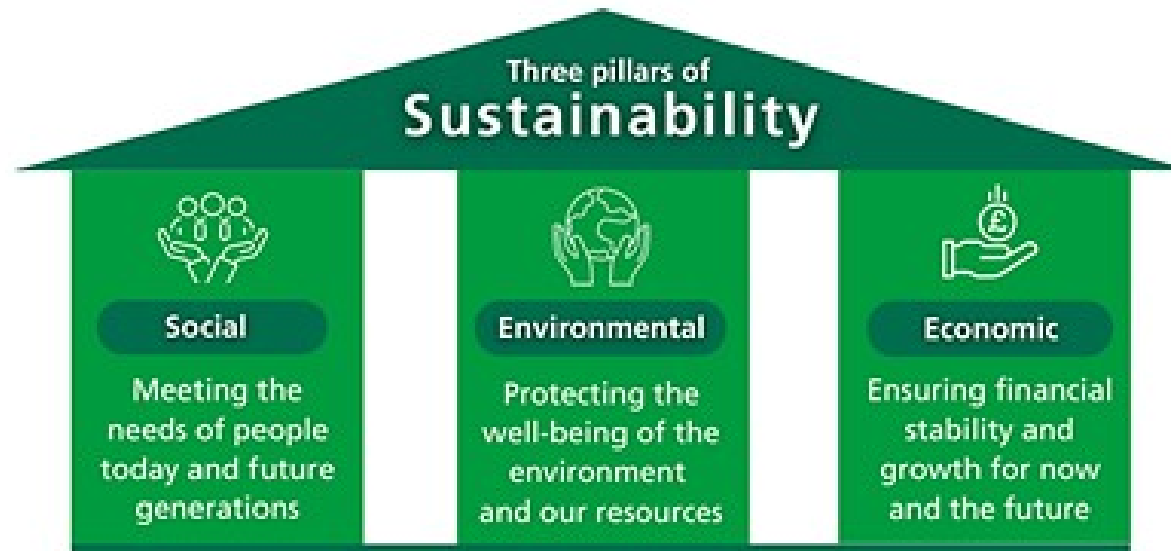 Three pillars of
Sustainability
Social
Meeting the
needs of people
today and future
generations
Environmental
Protecting the
well-being of the
environment
and our resources
£
Economic
Ensuring financial
stability and
growth for now
and the future